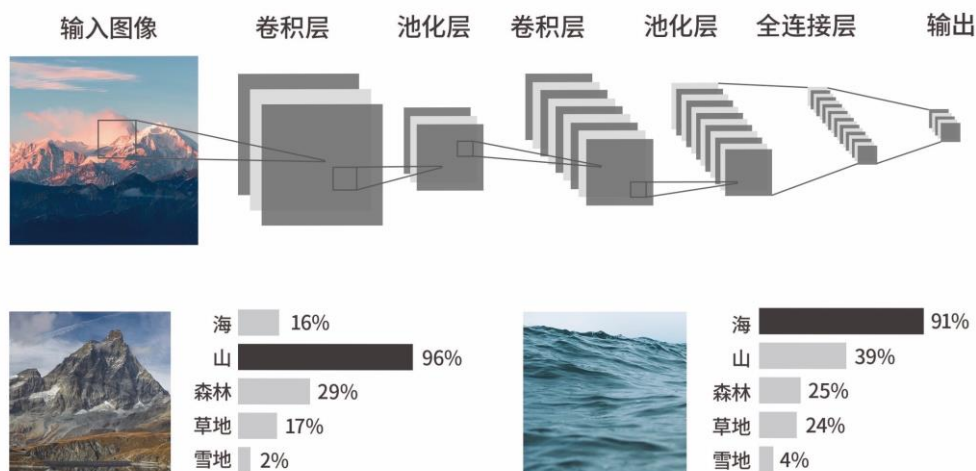 输入图像 卷积层 池化层 卷积层 池化层 全连接层 输出
海 16%
山 96%
森林 29%
草地 17%
雪地 2%
海 91%
山 39%
森林 25%
草地 24%
雪地 4%